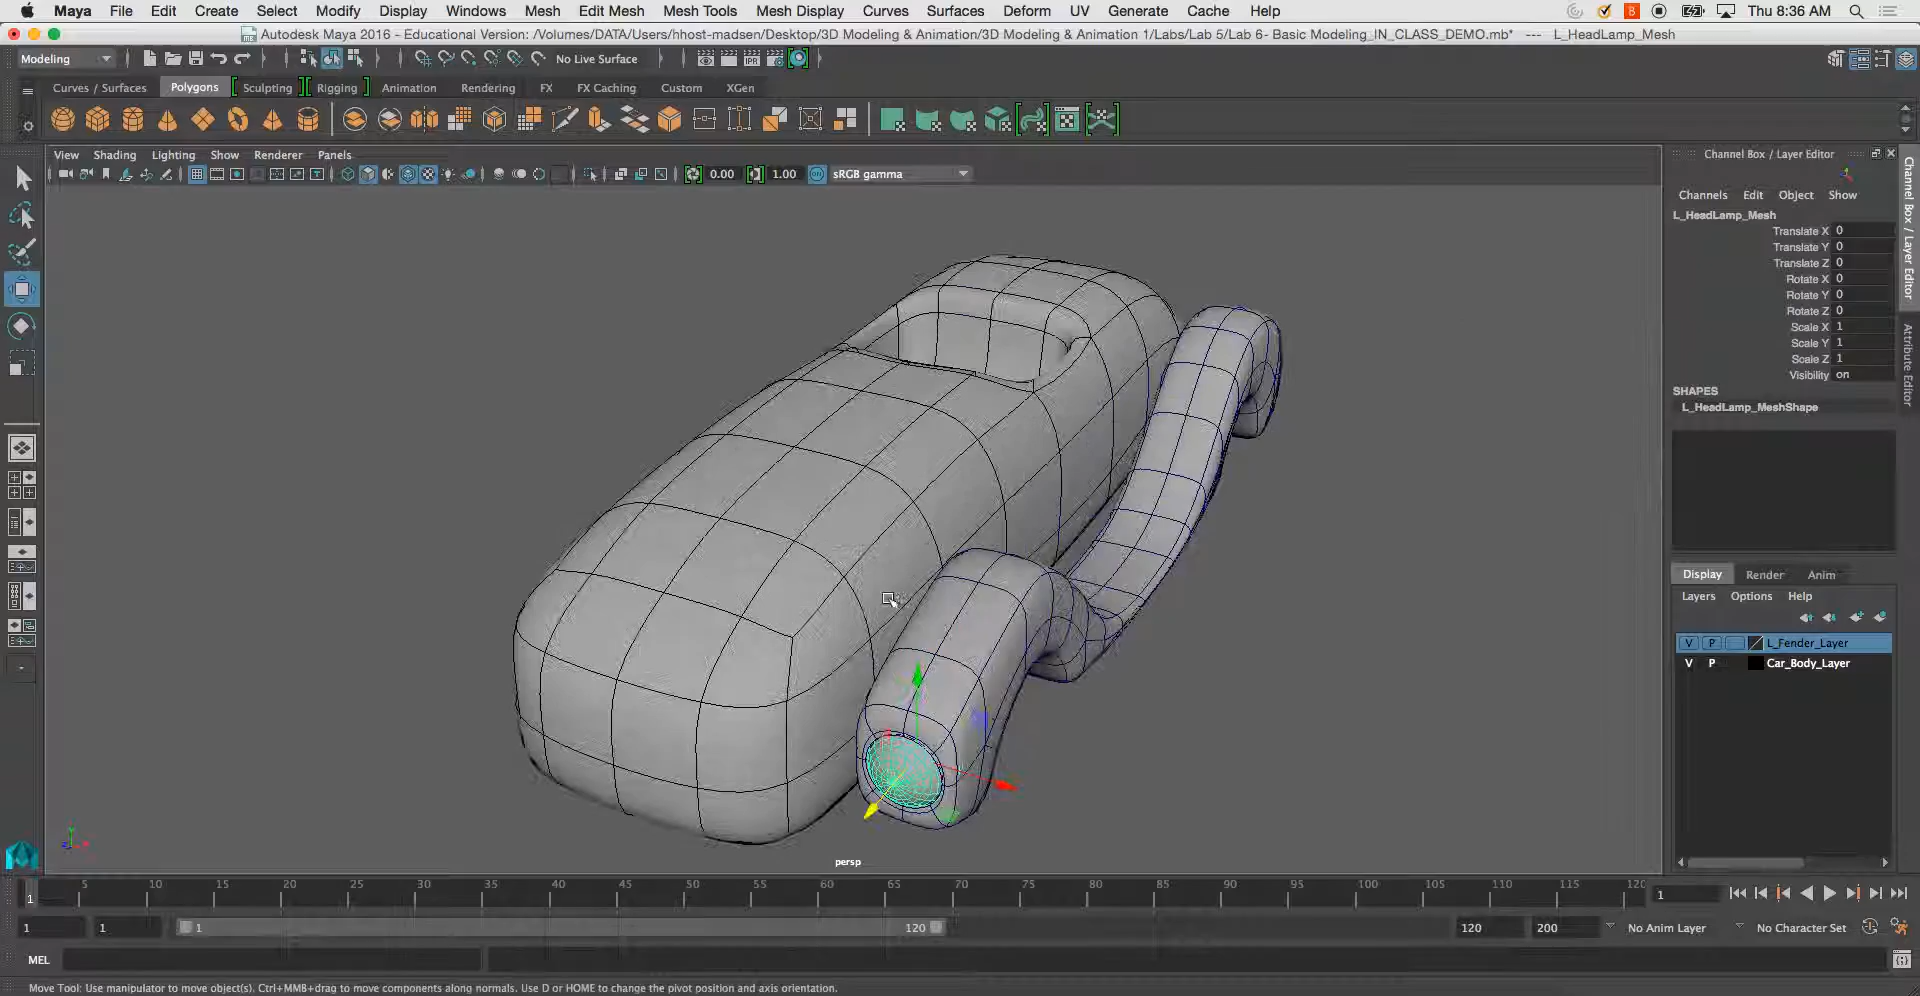 Maya File Edit Create Select Modify Display Windows Mesh Edit Mesh Mesh Tools Mesh Display Curves Surfaces Deform UV Generate Cache Help Thu 8:36 AM
Autodesk Maya 2016 - Educational Version: /Volumes/DATA/Users/hhost-madsen/Desktop/3D Modeling & Animation/3D Modeling & Animation 1/Labs/Lab 5/Lab 6- Basic Modeling_IN_CLASS_DEMO.mb* --- L_HeadLamp_Mesh
Modeling No Live Surface
Curves / Surfaces Polygons Sculpting Rigging Animation Rendering FX FX Caching Custom XGen
View Shading Lighting Show Renderer Panels
0.00 1.00 sRGB gamma
Channel Box / Layer Editor
Channels Edit Object Show
L_HeadLamp_Mesh
Translate X 0
Translate Y 0
Translate Z 0
Rotate X 0
Rotate Y 0
Rotate Z 0
Scale X 1
Scale Y 1
Scale Z 1
Visibility on
SHAPES
L_HeadLamp_MeshShape
Channel Box / Layer Editor
Attribute Editor
Display Render Anim
Layers Options Help
V P L_Fender_Layer
V P Car_Body_Layer
persp
1 5 10 15 20 25 30 35 40 45 50 55 60 65 70 75 80 85 90 95 100 105 110 115 120 1
1 1 1 120 120 200 No Anim Layer No Character Set
MEL
Move Tool: Use manipulator to move object(s). Ctrl+MMB+drag to move components along normals. Use D or HOME to change the pivot position and axis orientation.